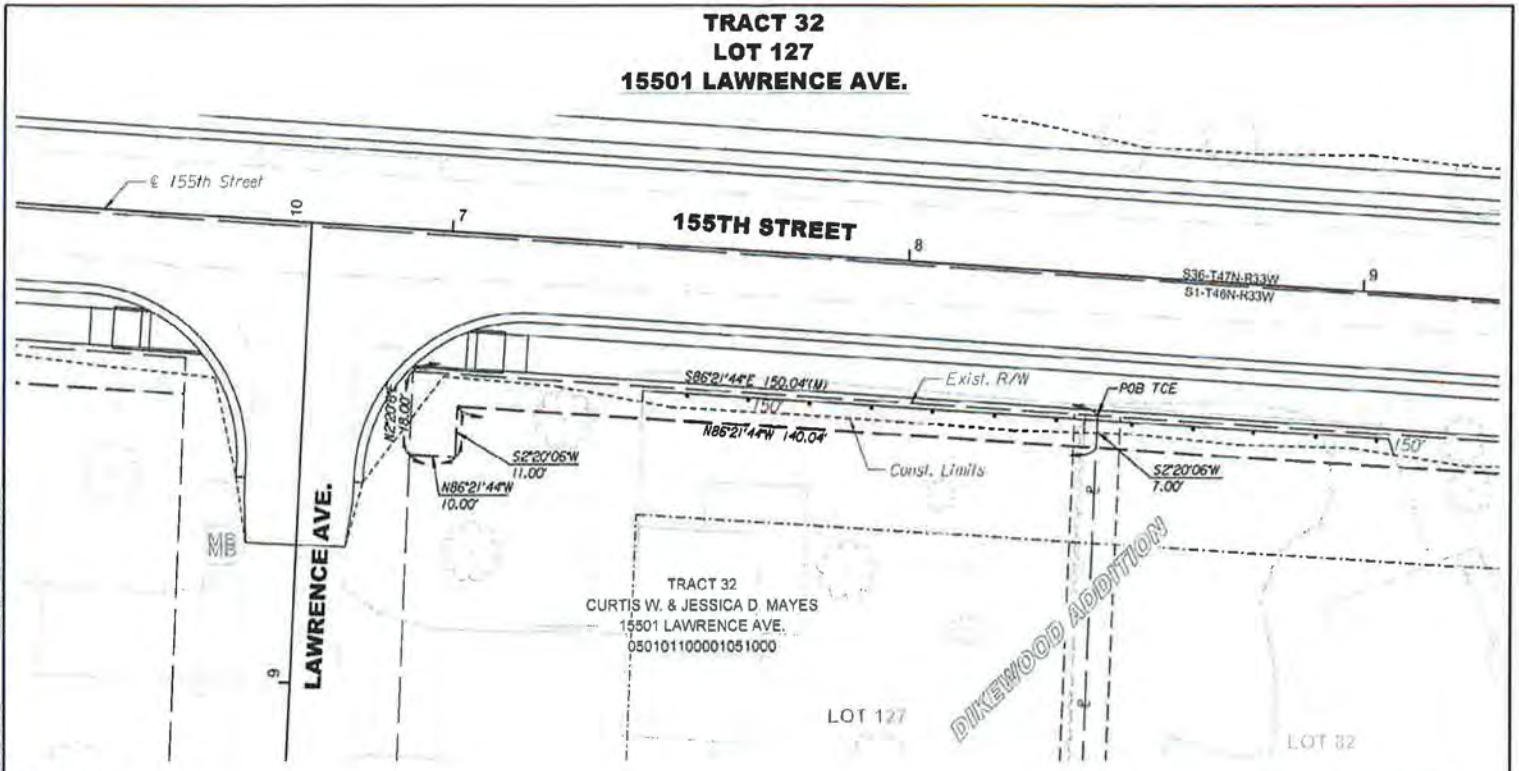 TRACT 32
LOT 127
15501 LAWRENCE AVE.
℄ 155th Street
10
7
155TH STREET
8
S36-T47N-R33W
S1-T46N-R33W
9
S86°21'44"E 150.04'(M)
Exist. R/W
POB TCE
150'
N86°21'44"W 140.04'
150'
N2°20'6"E
18.00'
S2°20'06"W
11.00'
N86°21'44"W
10.00'
Const. Limits
S2°20'06"W
7.00'
MB
LAWRENCE AVE.
9
TRACT 32
CURTIS W. & JESSICA D. MAYES
15501 LAWRENCE AVE.
050101100001051000
DIKEWOOD ADDITION
LOT 127
LOT 82